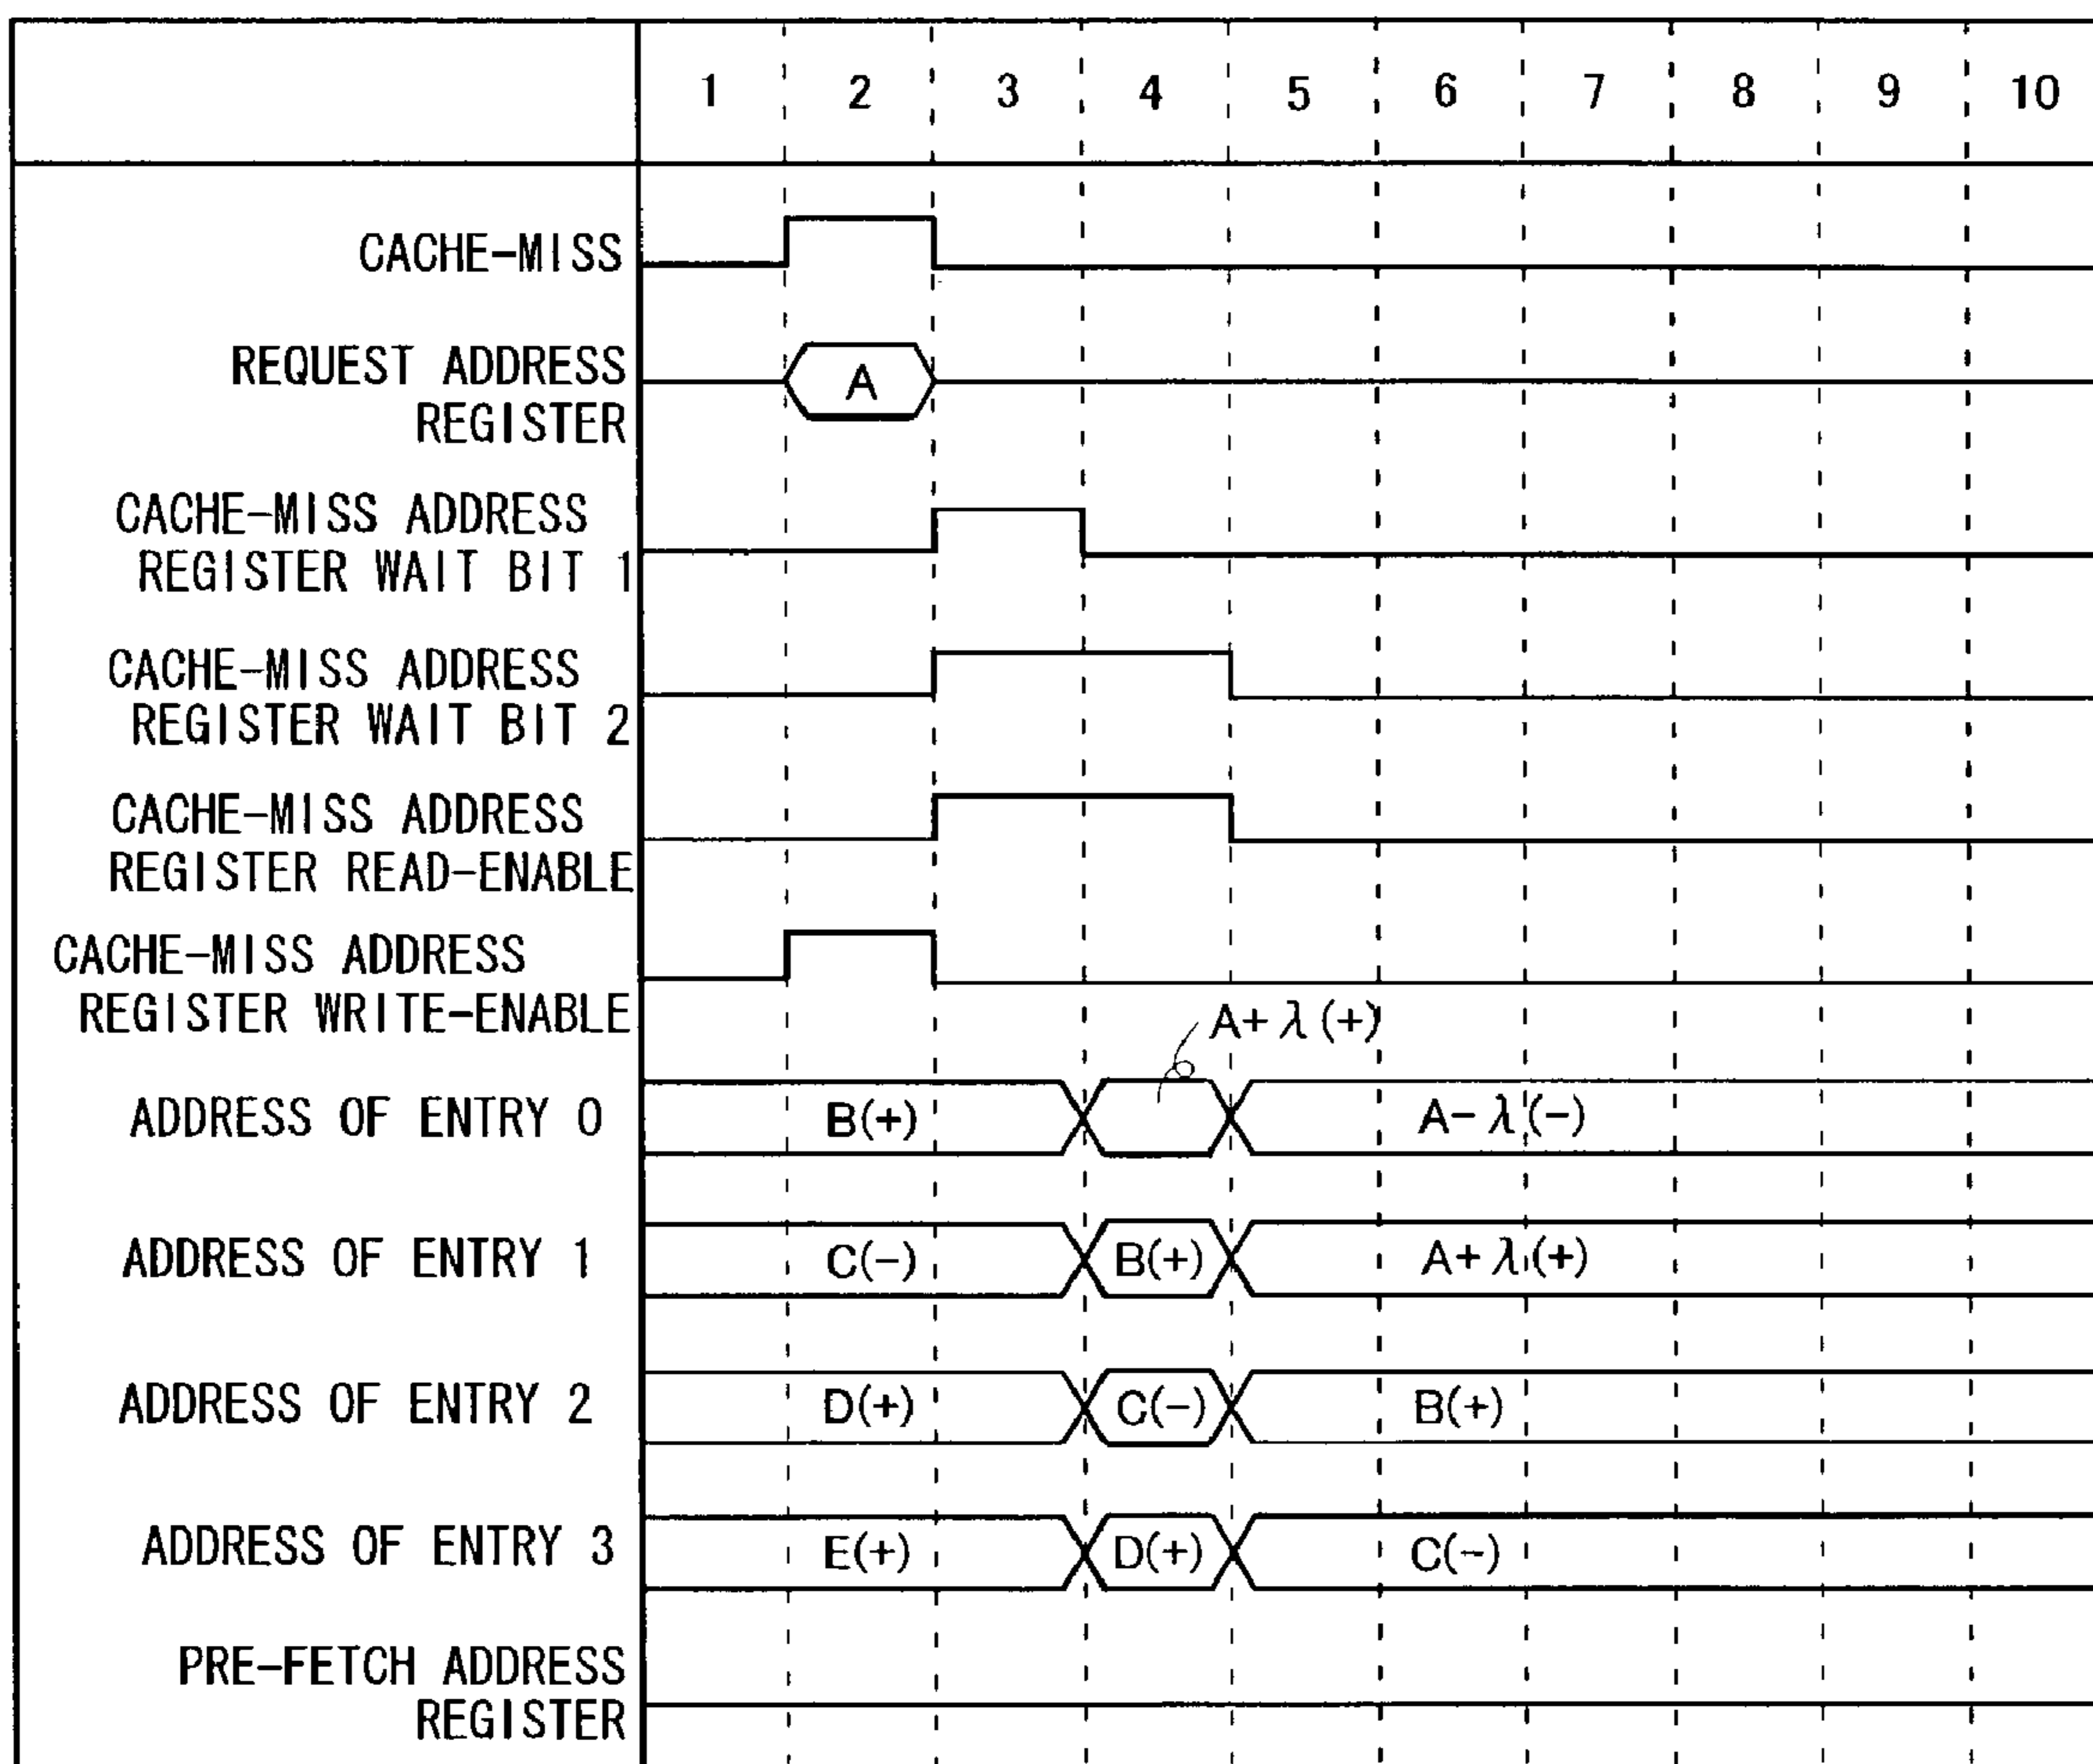 1 2 3 4 5 6 7 8 9 10
CACHE-MISS
REQUEST ADDRESS
REGISTER
A
CACHE-MISS ADDRESS
REGISTER WAIT BIT 1
CACHE-MISS ADDRESS
REGISTER WAIT BIT 2
CACHE-MISS ADDRESS
REGISTER READ-ENABLE
CACHE-MISS ADDRESS
REGISTER WRITE-ENABLE
A+λ(+)
ADDRESS OF ENTRY 0 B(+) A-λ(-)
ADDRESS OF ENTRY 1 C(-) B(+) A+λ(+)
ADDRESS OF ENTRY 2 D(+) C(-) B(+)
ADDRESS OF ENTRY 3 E(+) D(+) C(-)
PRE-FETCH ADDRESS
REGISTER